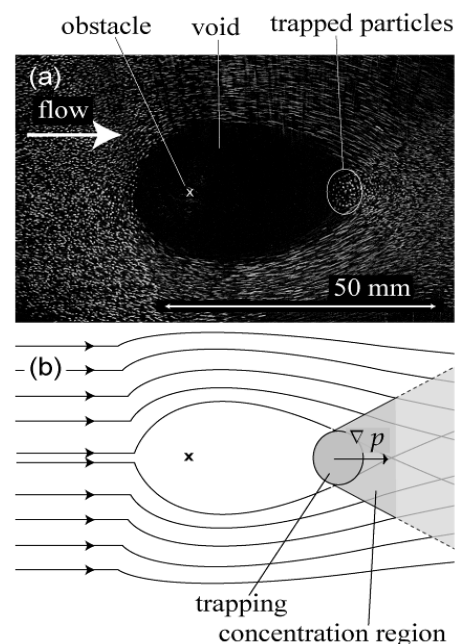 obstacle void trapped particles
(a)
flow
x
50 mm
(b)
∇ p
x
trapping
concentration region